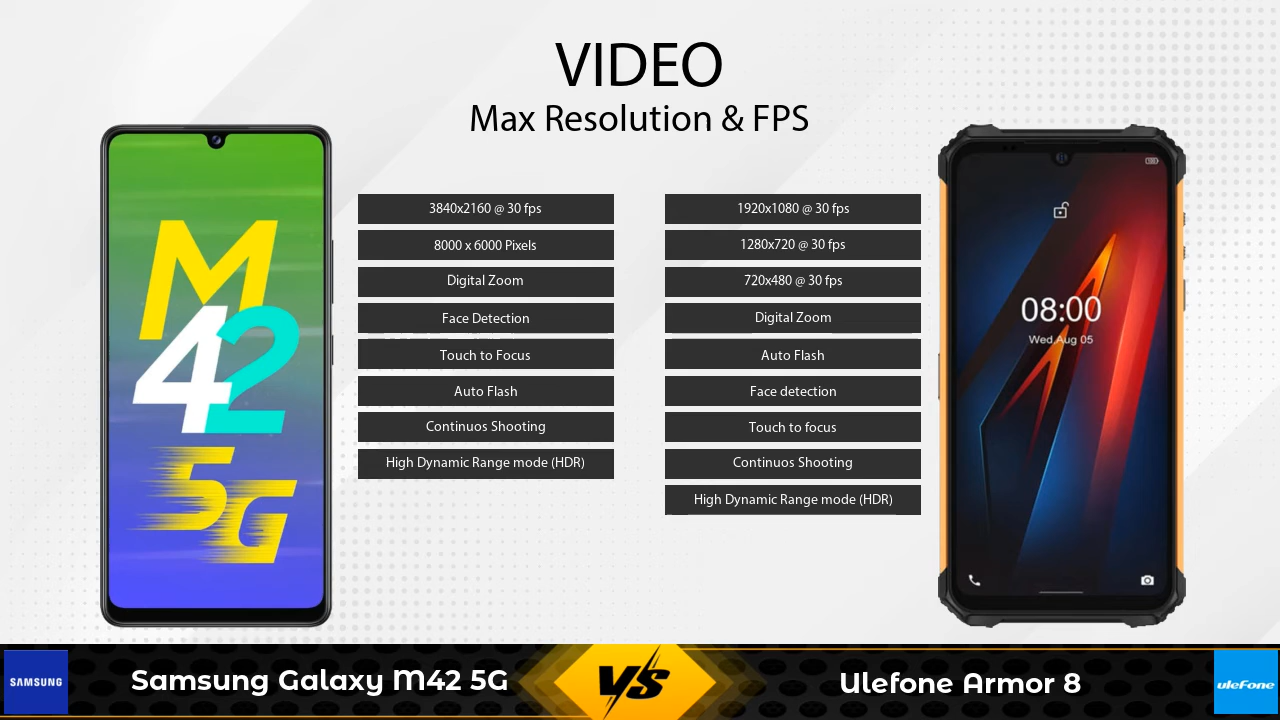 VIDEO
Max Resolution & FPS
M
42
5G
3840x2160 @ 30 fps
8000 x 6000 Pixels
Digital Zoom
Face Detection
Touch to Focus
Auto Flash
Continuos Shooting
High Dynamic Range mode (HDR)
1920x1080 @ 30 fps
1280x720 @ 30 fps
720x480 @ 30 fps
Digital Zoom
Auto Flash
Face detection
Touch to focus
Continuos Shooting
High Dynamic Range mode (HDR)
08:00
Wed,Aug 05
SAMSUNG
Samsung Galaxy M42 5G
VS
Ulefone Armor 8
uleFone